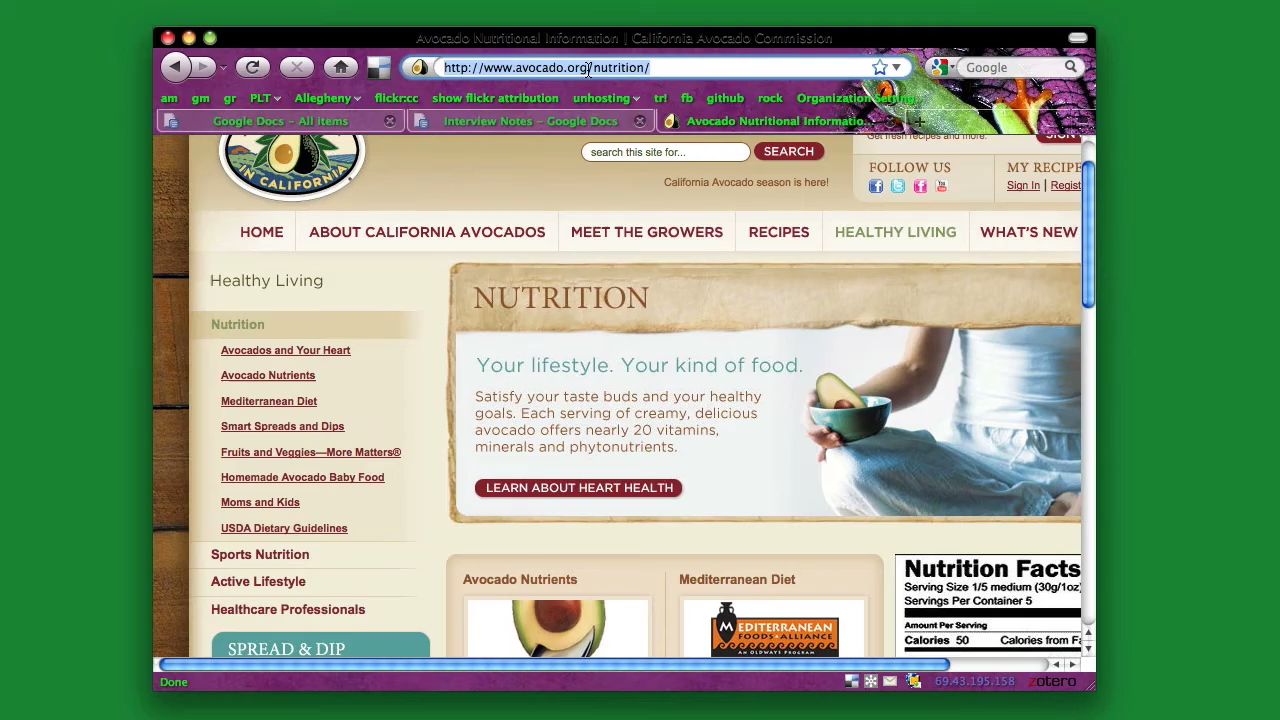 Avocado Nutritional Information | California Avocado Commission
http://www.avocado.org/nutrition/
Google
am gm gr PLT Allegheny flickr:cc show flickr attribution unhosting tr! fb github rock Organization Setting
Google Docs – All items
Interview Notes – Google Docs
Avocado Nutritional Informatio...
IN CALIFORNIA
search this site for...
SEARCH
Get fresh recipes and more.
California Avocado season is here!
FOLLOW US
MY RECIPE
Sign In | Regist
HOME
ABOUT CALIFORNIA AVOCADOS
MEET THE GROWERS
RECIPES
HEALTHY LIVING
WHAT'S NEW
Healthy Living
Nutrition
Avocados and Your Heart
Avocado Nutrients
Mediterranean Diet
Smart Spreads and Dips
Fruits and Veggies—More Matters®
Homemade Avocado Baby Food
Moms and Kids
USDA Dietary Guidelines
Sports Nutrition
Active Lifestyle
Healthcare Professionals
SPREAD & DIP
NUTRITION
Your lifestyle. Your kind of food.
Satisfy your taste buds and your healthy
goals. Each serving of creamy, delicious
avocado offers nearly 20 vitamins,
minerals and phytonutrients.
LEARN ABOUT HEART HEALTH
Avocado Nutrients
Mediterranean Diet
MEDITERRANEAN
FOODS ALLIANCE
AN OLDWAYS PROGRAM
Nutrition Facts
Serving Size 1/5 medium (30g/1oz)
Servings Per Container 5
Amount Per Serving
Calories 50 Calories from Fa
Done
69.43.195.158
zotero